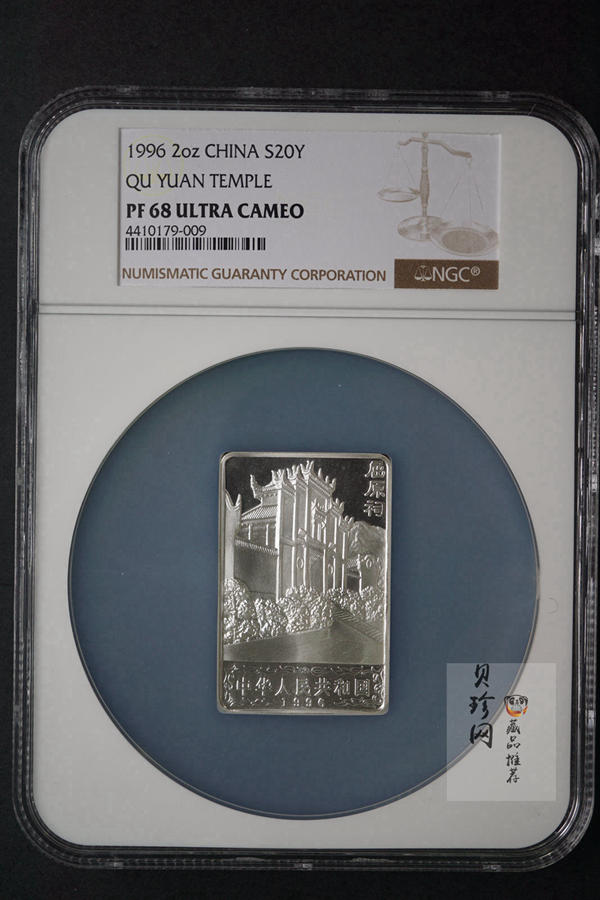 1996 2oz CHINA S20Y
QU YUAN TEMPLE
PF 68 ULTRA CAMEO
4410179-009
NUMISMATIC GUARANTY CORPORATION
NGC®
屈原祠
中华人民共和国
1996
贝珍网
藏品推荐